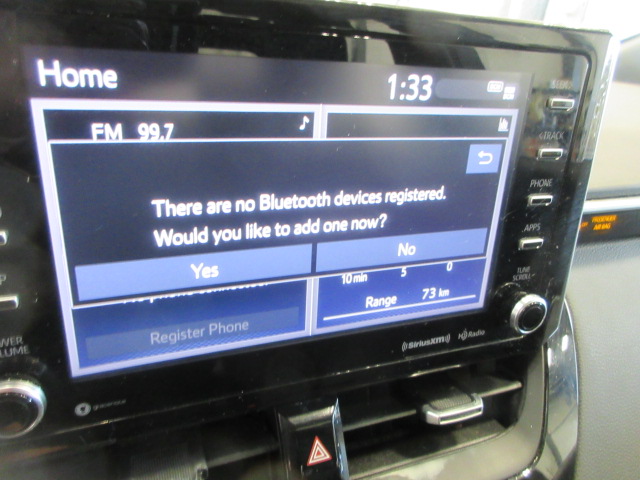 Home
1:33
FM 99.7
There are no Bluetooth devices registered.
Would you like to add one now?
Yes
No
10 min 5 0
Range 73 km
Register Phone
TRACK
PHONE
APPS
TUNE
SCROLL
SiriusXM
HD Radio
PASSENGER
AIRBAG